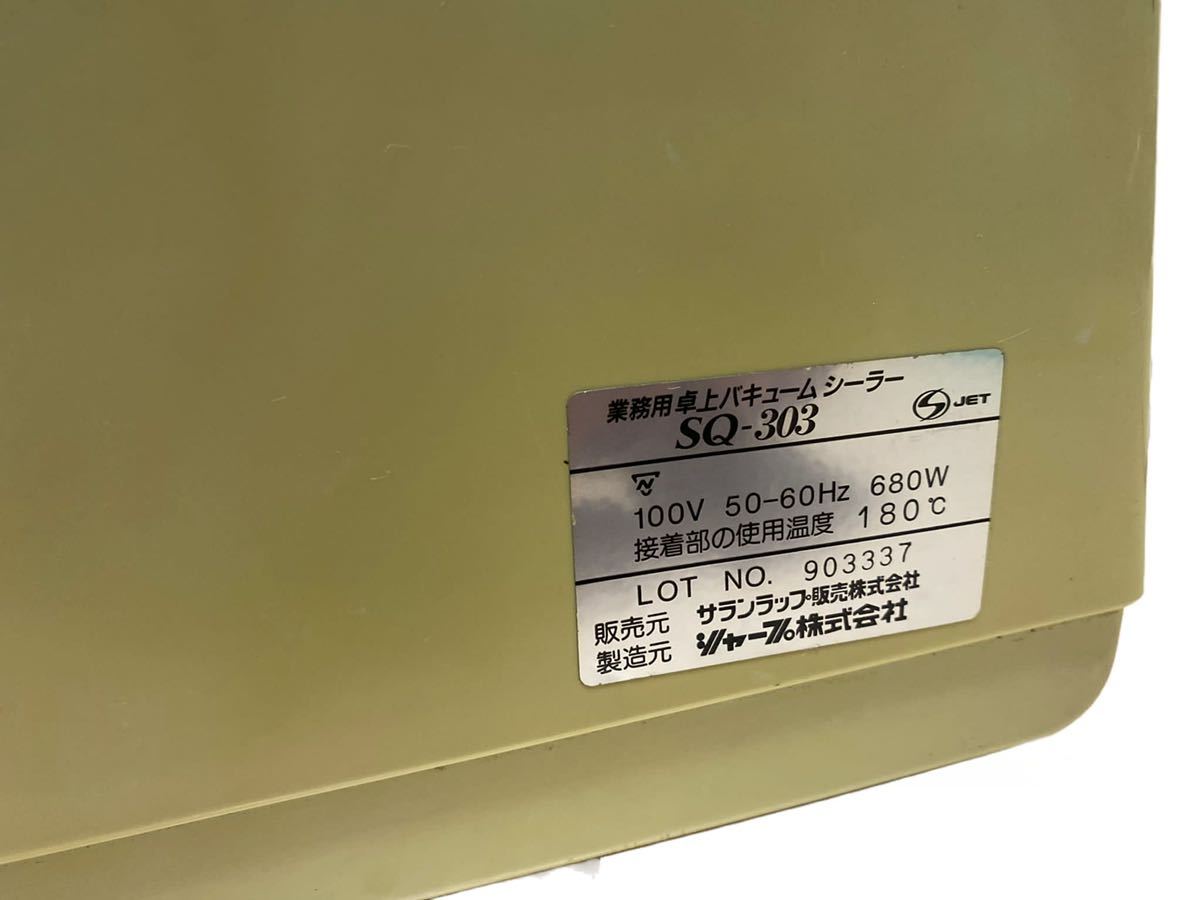 業務用卓上バキューム シーラー
SQ-303
JET
N
100V 50-60Hz 680W
接着部の使用温度 180℃
LOT NO. 903337
販売元 サランラップ販売株式会社
製造元 シャープ株式会社